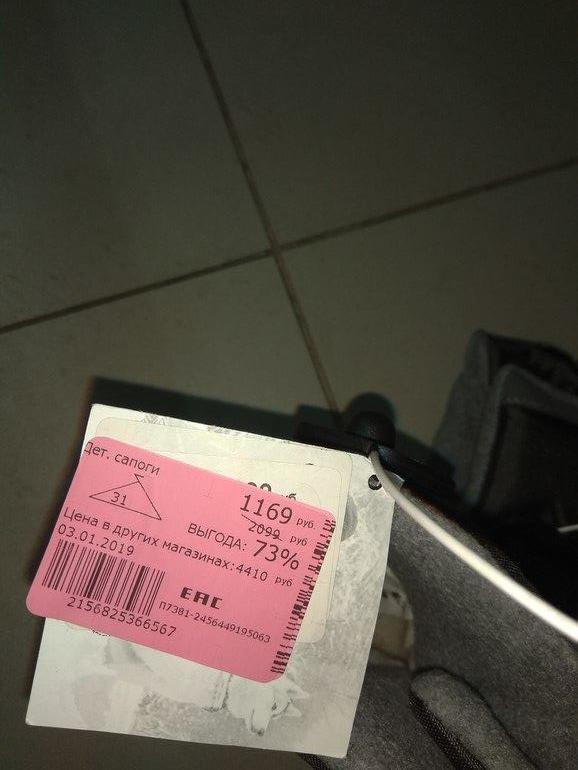 Дет. сапоги
31
1169 руб.
2099 руб
ВЫГОДА: 73%
Цена в других магазинах:4410 руб
03.01.2019
EAC
П7381-2456449195063
2156825366567